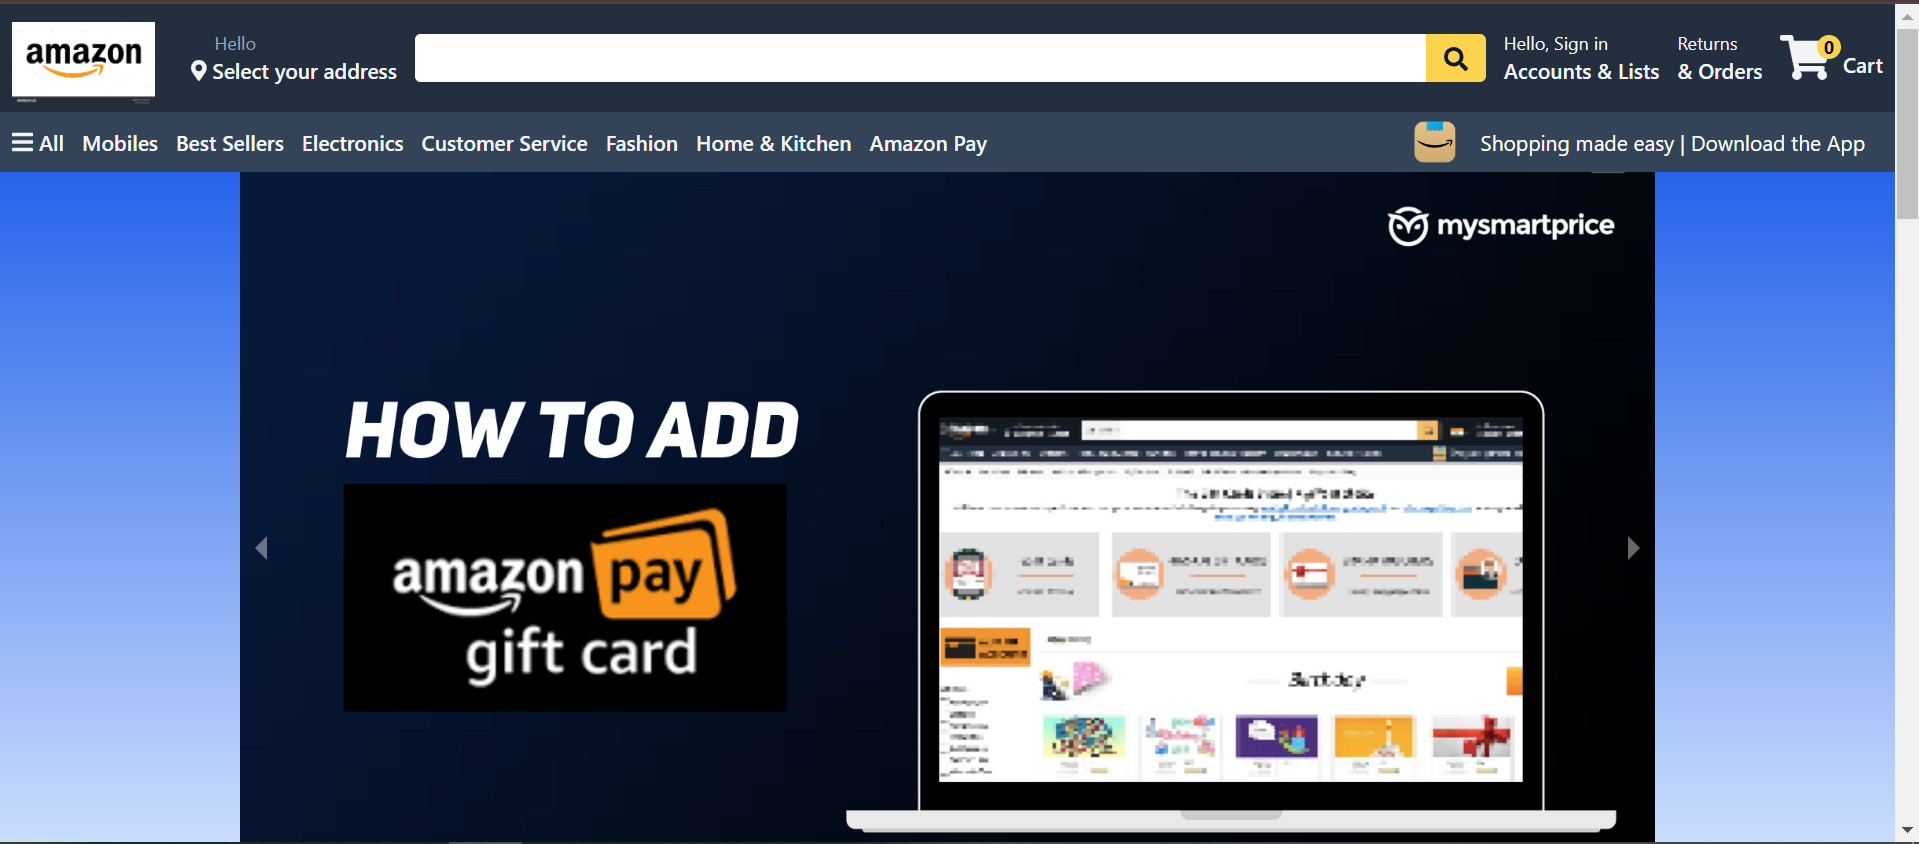 amazon
Hello
Select your address
Hello, Sign in
Accounts & Lists
Returns
& Orders
0
Cart
All Mobiles Best Sellers Electronics Customer Service Fashion Home & Kitchen Amazon Pay
Shopping made easy | Download the App
mysmartprice
HOW TO ADD
amazon pay
gift card
Birthday